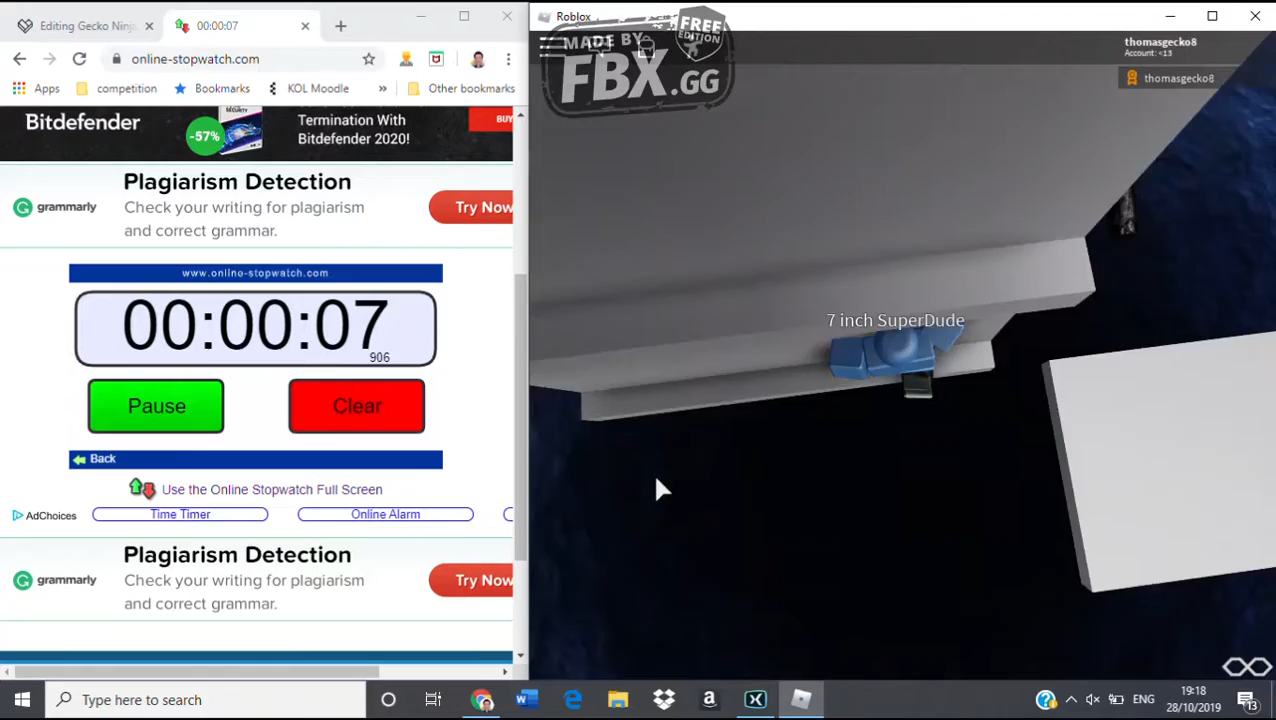 Editing Gecko Ninja
00:00:07
online-stopwatch.com
Apps
competition
Bookmarks
KOL Moodle
»
Other bookmarks
Bitdefender
SECURITY
-57%
Termination With
Bitdefender 2020!
BUY
grammarly
Plagiarism Detection
Check your writing for plagiarism
and correct grammar.
Try Now
www.online-stopwatch.com
00:00:07
906
Pause
Clear
Back
Use the Online Stopwatch Full Screen
AdChoices
Time Timer
Online Alarm
grammarly
Plagiarism Detection
Check your writing for plagiarism
and correct grammar.
Try Now
Roblox
MADE BY
FREE
EDITION
FBX.GG
thomasgecko8
Account: <13
thomasgecko8
7 inch SuperDude
Type here to search
ENG
19:18
28/10/2019
13